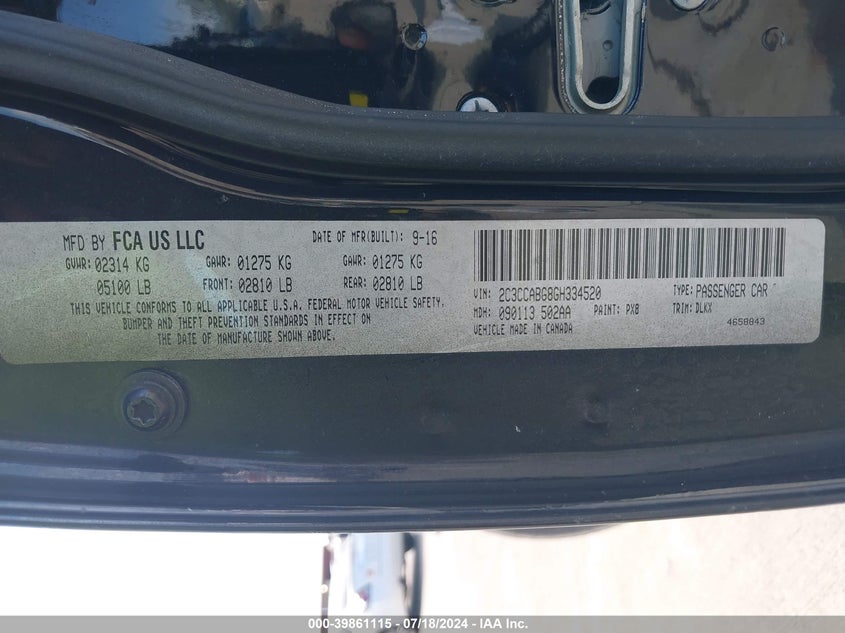 MFD BY FCA US LLC
DATE OF MFR(BUILT): 9-16
GVWR: 02314 KG GAWR: 01275 KG GAWR: 01275 KG
05100 LB FRONT: 02810 LB REAR: 02810 LB
THIS VEHICLE CONFORMS TO ALL APPLICABLE U.S.A. FEDERAL MOTOR VEHICLE SAFETY,
BUMPER AND THEFT PREVENTION STANDARDS IN EFFECT ON
THE DATE OF MANUFACTURE SHOWN ABOVE.
VIN: 2C3CCABG8GH334520 TYPE: PASSENGER CAR
MDH: 090113 502AA PAINT: PX8 TRIM: DLKX
VEHICLE MADE IN CANADA 4658843
000-39861115 - 07/18/2024 - IAA Inc.